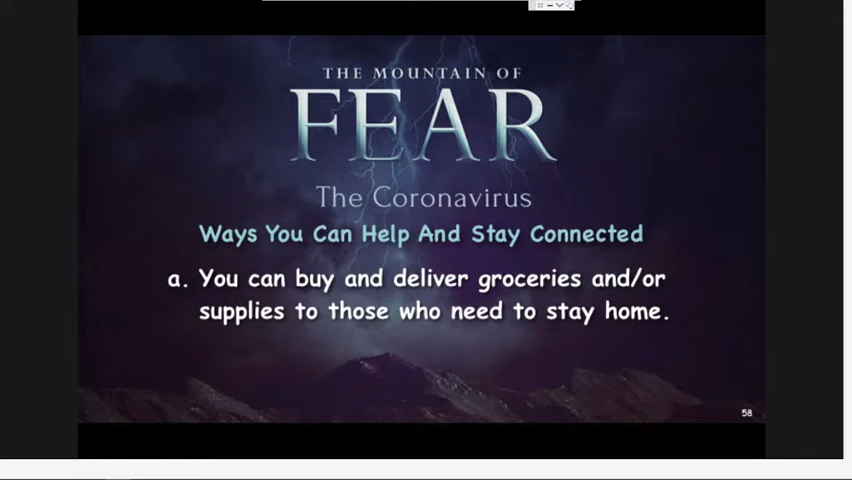 THE MOUNTAIN OF
FEAR
The Coronavirus
Ways You Can Help And Stay Connected
a. You can buy and deliver groceries and/or
supplies to those who need to stay home.
58